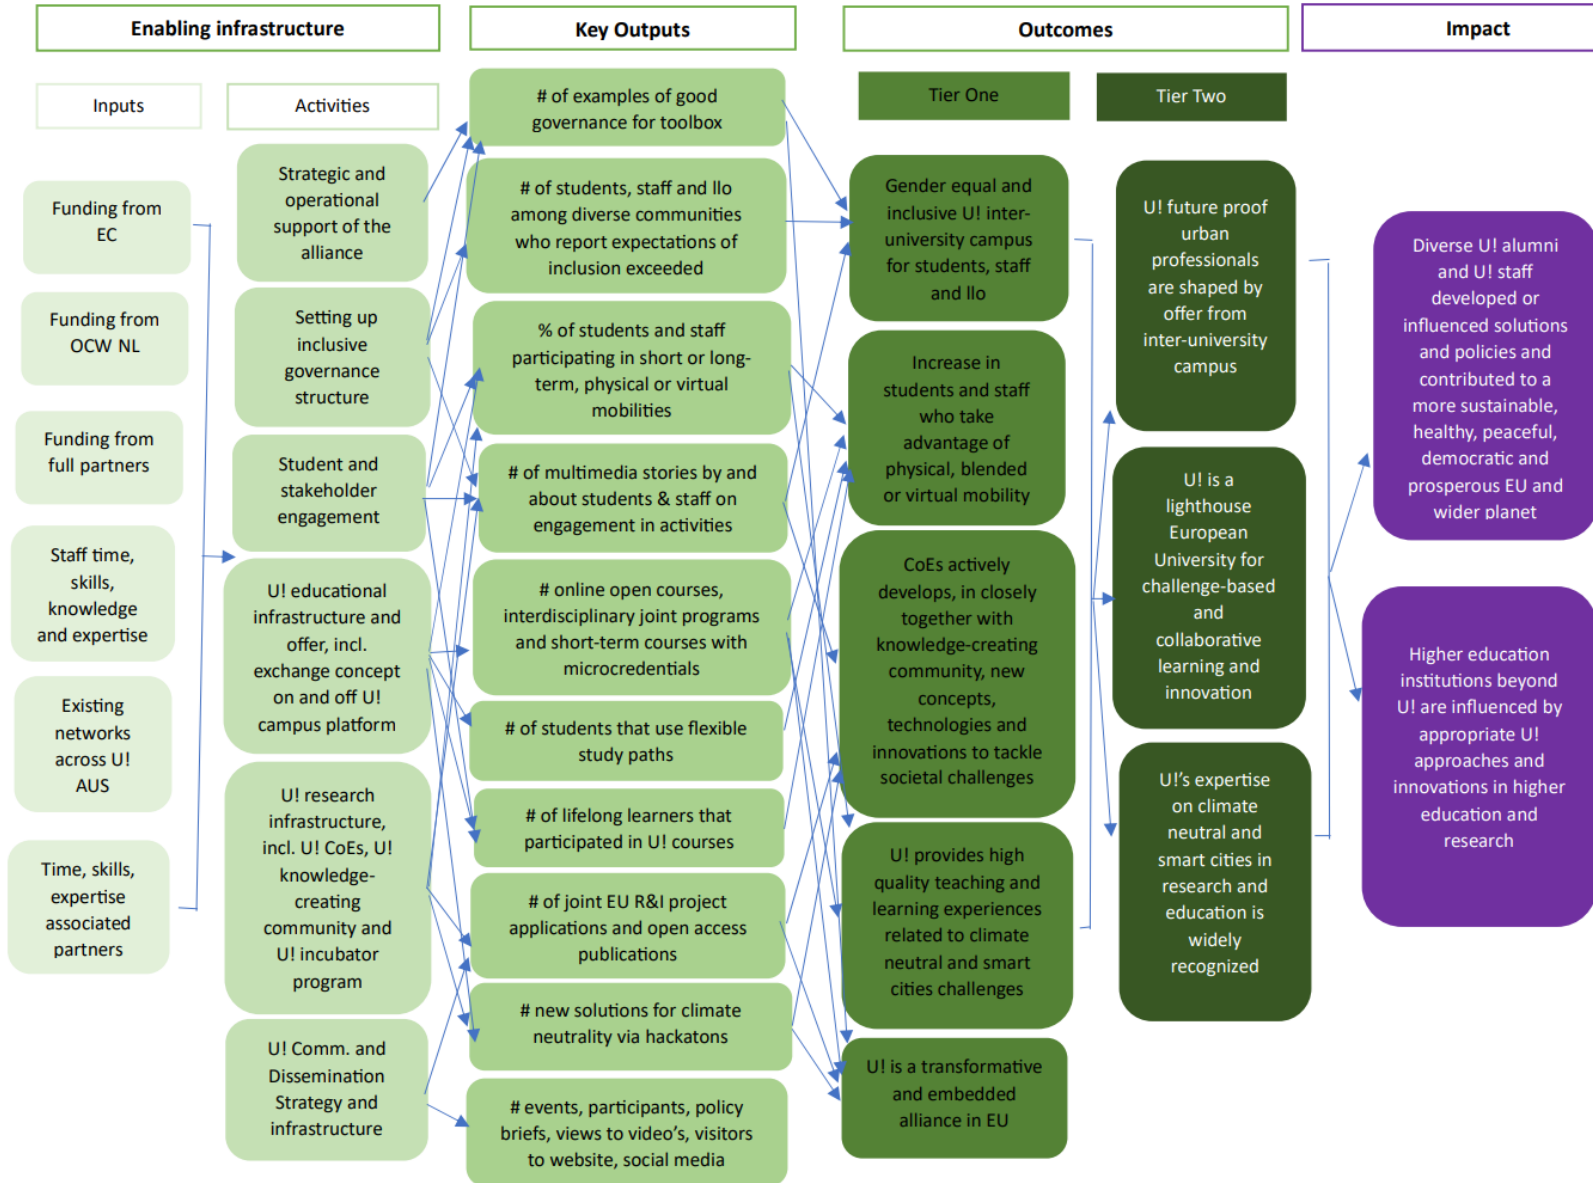 Enabling infrastructure
Key Outputs
Outcomes
Impact
Inputs
Activities
Tier One
Tier Two
Funding from
EC
Funding from
OCW NL
Funding from
full partners
Staff time,
skills,
knowledge
and expertise
Existing
networks
across U!
AUS
Time, skills,
expertise
associated
partners
Strategic and
operational
support of the
alliance
Setting up
inclusive
governance
structure
Student and
stakeholder
engagement
U! educational
infrastructure and
offer, incl.
exchange concept
on and off U!
campus platform
U! research
infrastructure,
incl. U! CoEs, U!
knowledge-
creating
community and
U! incubator
program
U! Comm. and
Dissemination
Strategy and
infrastructure
# of examples of good
governance for toolbox
# of students, staff and llo
among diverse communities
who report expectations of
inclusion exceeded
% of students and staff
participating in short or long-
term, physical or virtual
mobilities
# of multimedia stories by and
about students & staff on
engagement in activities
# online open courses,
interdisciplinary joint programs
and short-term courses with
microcredentials
# of students that use flexible
study paths
# of lifelong learners that
participated in U! courses
# of joint EU R&I project
applications and open access
publications
# new solutions for climate
neutrality via hackatons
# events, participants, policy
briefs, views to video's, visitors
to website, social media
Gender equal and
inclusive U! inter-
university campus
for students, staff
and llo
Increase in
students and staff
who take
advantage of
physical, blended
or virtual mobility
CoEs actively
develops, in closely
together with
knowledge-creating
community, new
concepts,
technologies and
innovations to tackle
societal challenges
U! provides high
quality teaching and
learning experiences
related to climate
neutral and smart
cities challenges
U! is a transformative
and embedded
alliance in EU
U! future proof
urban
professionals
are shaped by
offer from
inter-university
campus
U! is a
lighthouse
European
University for
challenge-based
and
collaborative
learning and
innovation
U!'s expertise
on climate
neutral and
smart cities in
research and
education is
widely
recognized
Diverse U! alumni
and U! staff
developed or
influenced solutions
and policies and
contributed to a
more sustainable,
healthy, peaceful,
democratic and
prosperous EU and
wider planet
Higher education
institutions beyond
U! are influenced by
appropriate U!
approaches and
innovations in higher
education and
research